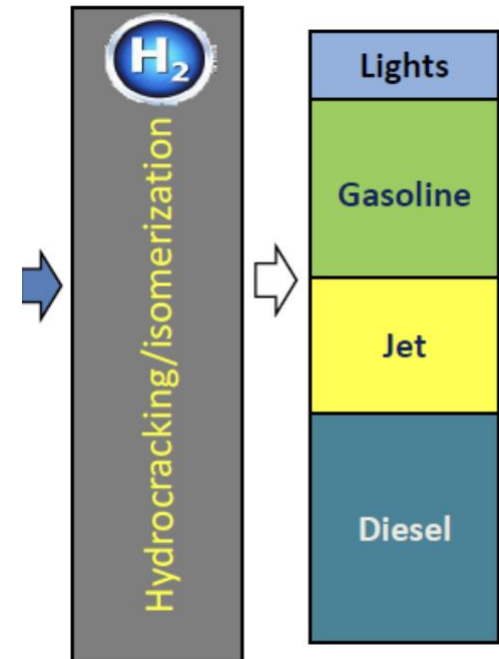 H₂
Hydrocracking/isomerization
Lights
Gasoline
Jet
Diesel